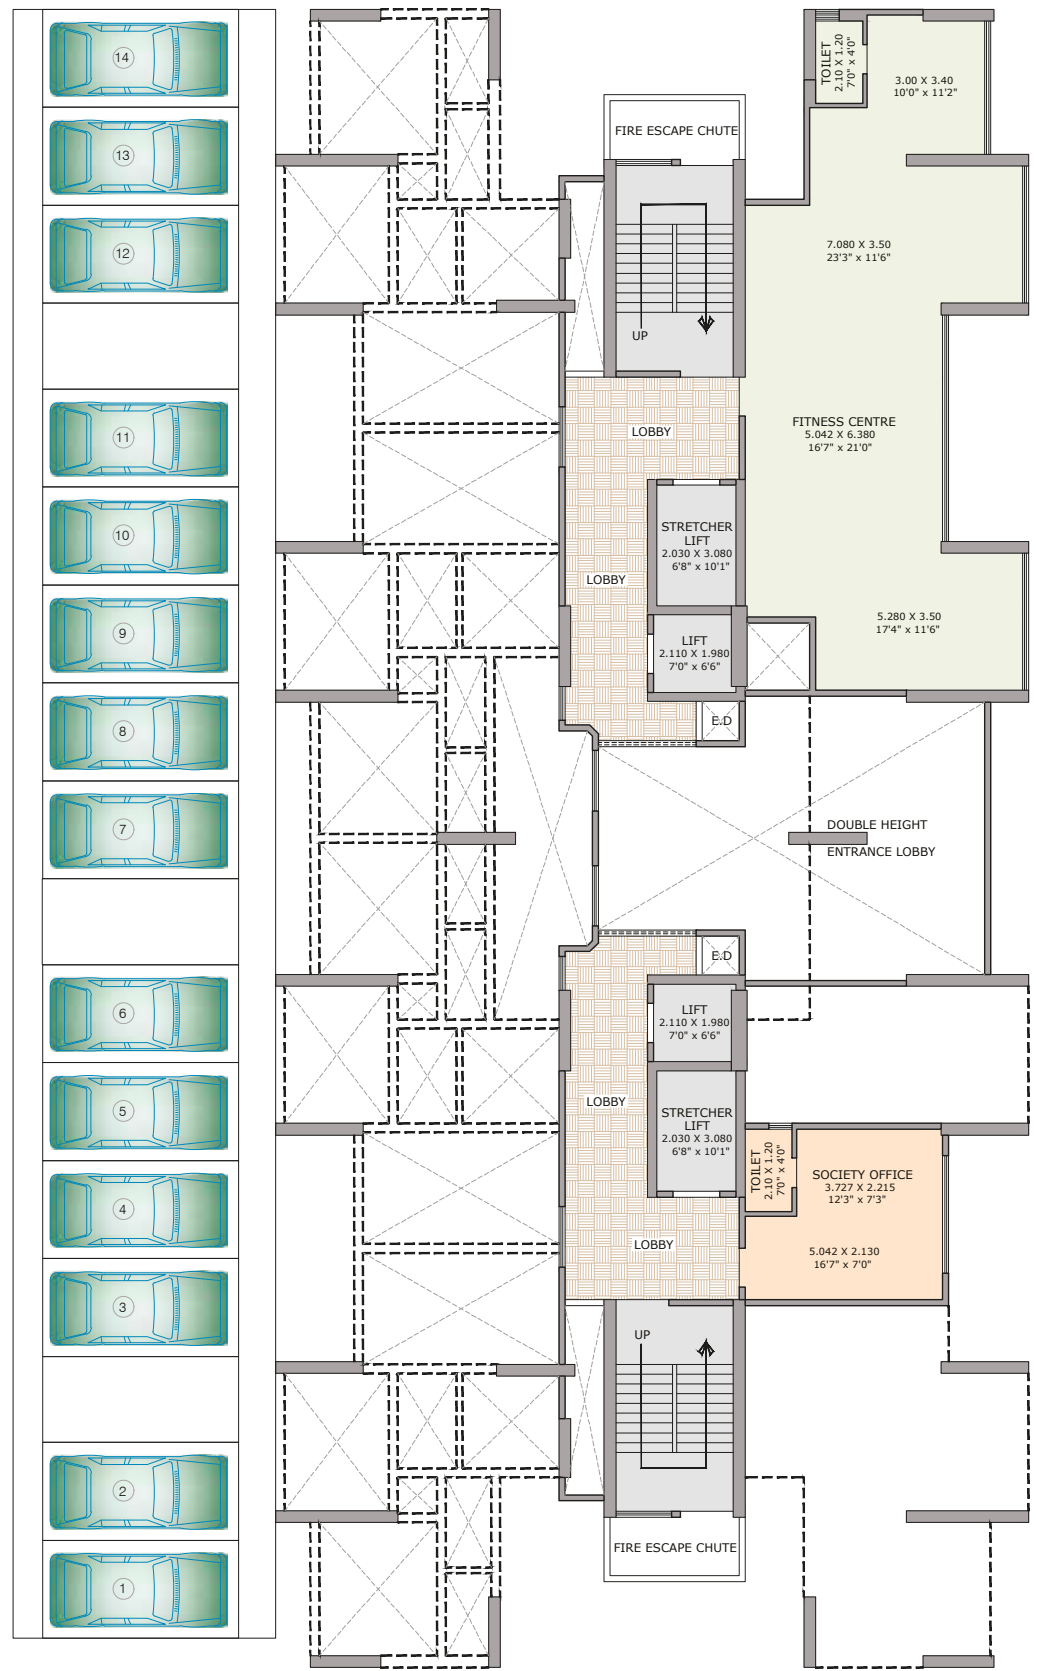 14
13
12
11
10
9
8
7
6
5
4
3
2
1
FIRE ESCAPE CHUTE
UP
LOBBY
STRETCHER
LIFT
2.030 X 3.080
6'8" x 10'1"
LOBBY
LIFT
2.110 X 1.980
7'0" x 6'6"
E.D
TOILET
2.10 X 1.20
7'0" x 4'0"
3.00 X 3.40
10'0" x 11'2"
7.080 X 3.50
23'3" x 11'6"
FITNESS CENTRE
5.042 X 6.380
16'7" x 21'0"
5.280 X 3.50
17'4" x 11'6"
DOUBLE HEIGHT
ENTRANCE LOBBY
E.D
LIFT
2.110 X 1.980
7'0" x 6'6"
LOBBY
STRETCHER
LIFT
2.030 X 3.080
6'8" x 10'1"
TOILET
2.10 X 1.20
7'0" x 4'0"
SOCIETY OFFICE
3.727 X 2.215
12'3" x 7'3"
LOBBY
5.042 X 2.130
16'7" x 7'0"
UP
FIRE ESCAPE CHUTE